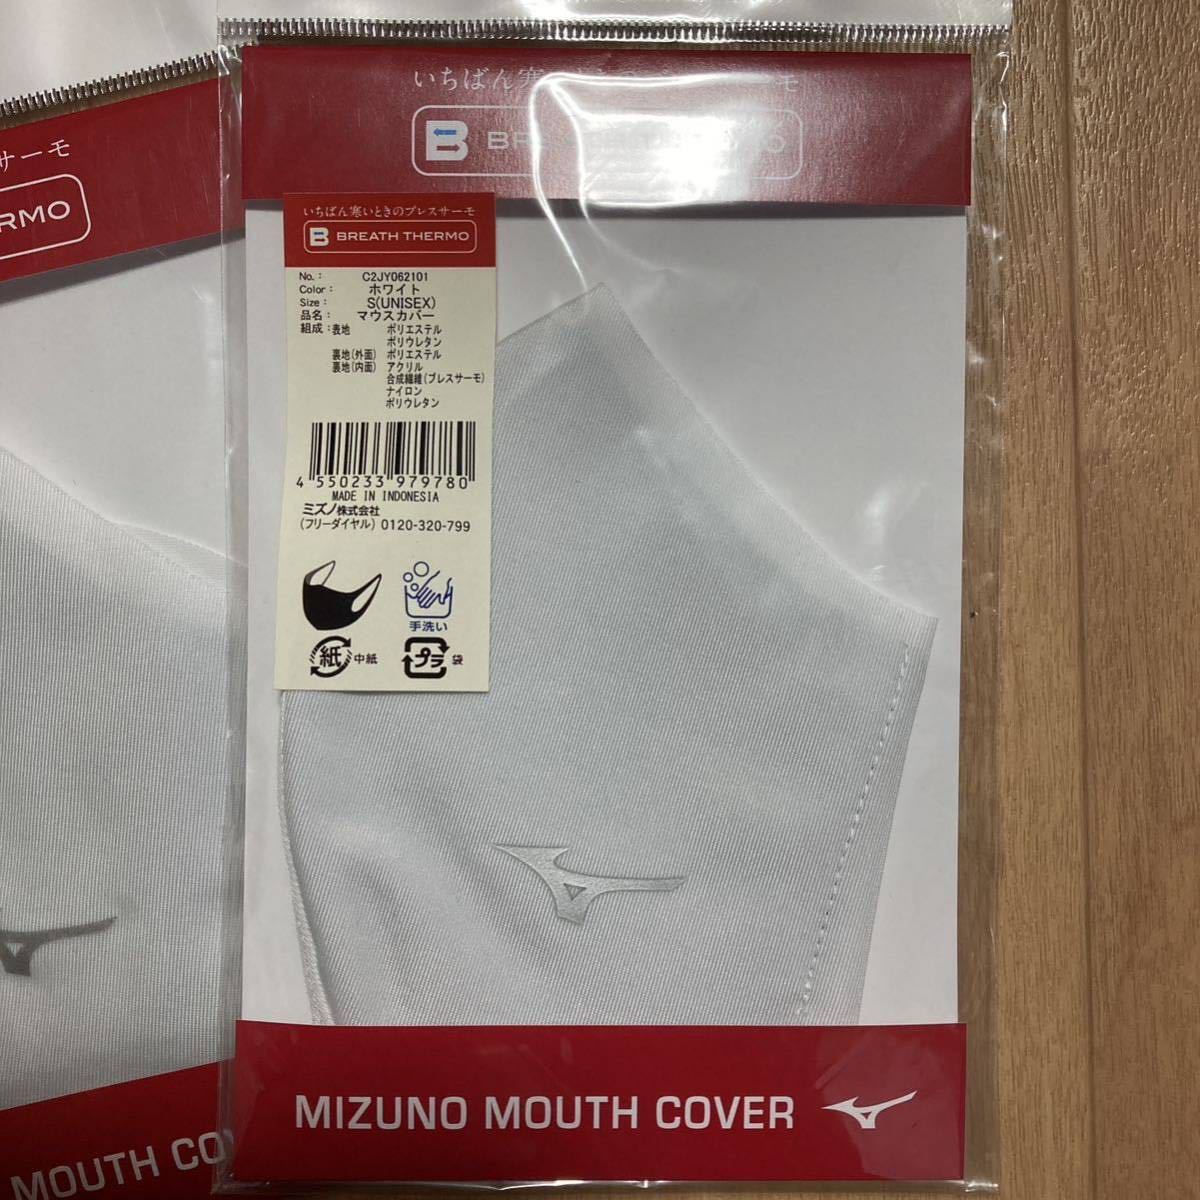 サーモ
ERMO
MOUTH CO
いちばん寒いときのブレスサーモ
B BREATH THERMO
いちばん寒いときのブレスサーモ
B BREATH THERMO
No.: C2JY062101
Color: ホワイト
Size: S(UNISEX)
品名: マウスカバー
組成:表地 ポリエステル
ポリウレタン
裏地(外面) ポリエステル
裏地(内面) アクリル
合成繊維(ブレスサーモ)
ナイロン
ポリウレタン
4 550233 979780
MADE IN INDONESIA
ミズノ株式会社
(フリーダイヤル) 0120-320-799
手洗い
紙 中紙
プラ 袋
MIZUNO MOUTH COVER